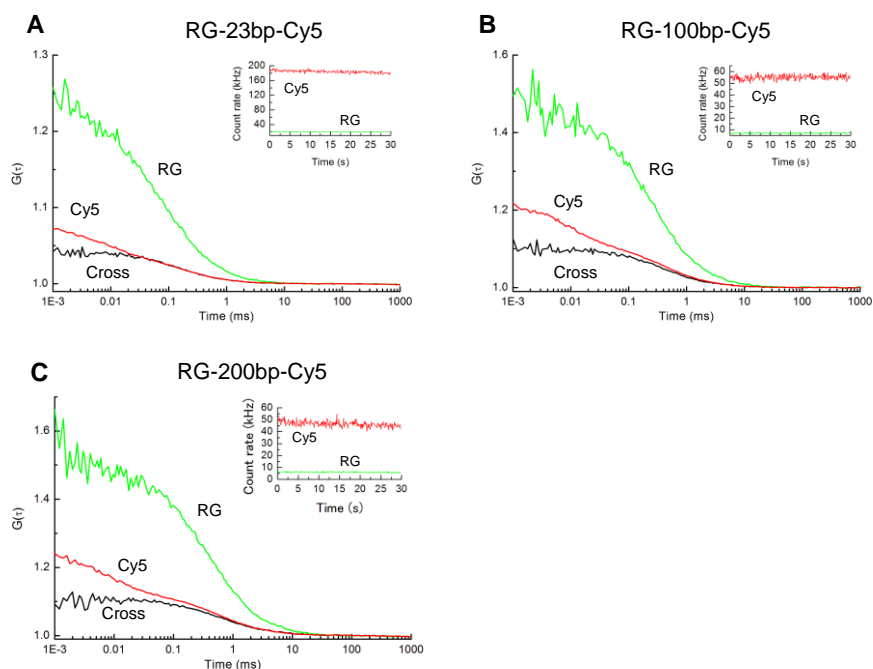 A
RG-23bp-Cy5
1.3
1.2
1.1
1.0
G(τ)
1E-3 0.01 0.1 1 10 100 1000
Time (ms)
RG
Cy5
Cross
200
160
120
80
40
Count rate (kHz)
Cy5
RG
0 5 10 15 20 25 30
Time (s)
B
RG-100bp-Cy5
1.6
1.4
1.2
1.0
G(τ)
1E-3 0.01 0.1 1 10 100 1000
Time (ms)
RG
Cy5
Cross
60
50
40
30
20
10
Count rate (kHz)
Cy5
RG
0 5 10 15 20 25 30
Time (s)
C
RG-200bp-Cy5
1.6
1.4
1.2
1.0
G(τ)
1E-3 0.01 0.1 1 10 100 1000
Time (ms)
RG
Cy5
Cross
60
50
40
30
20
10
0
Count rate (kHz)
Cy5
RG
0 5 10 15 20 25 30
Time (s)